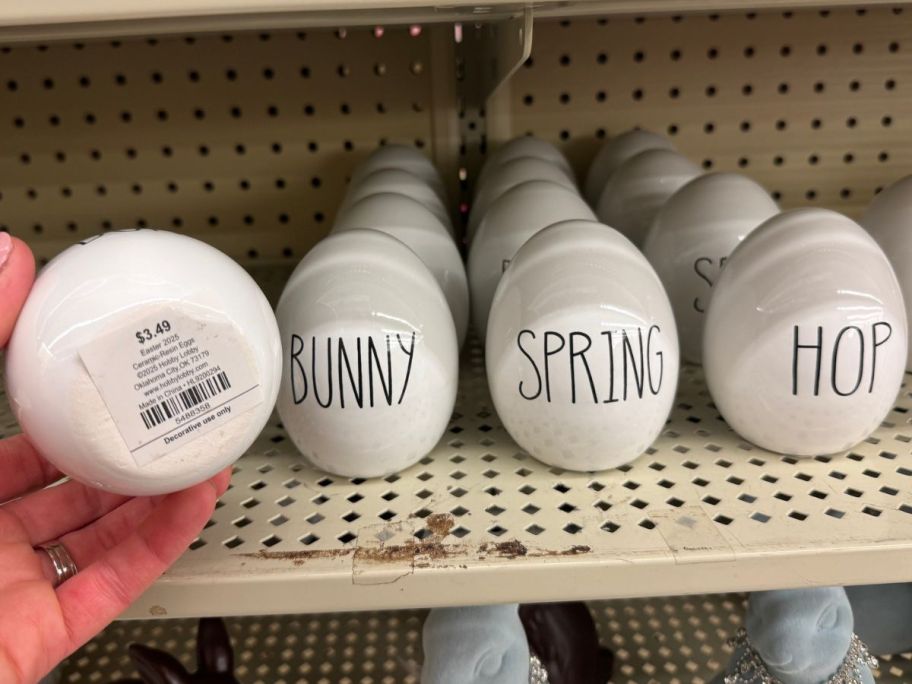 $3.49
Easter 2025
Ceramic/Resin Eggs
©2025 Hobby Lobby
Oklahoma City, OK 73179
www.hobbylobby.com
Made in China • HL9200294
5488358
Decorative use only
BUNNY
SPRING
HOP